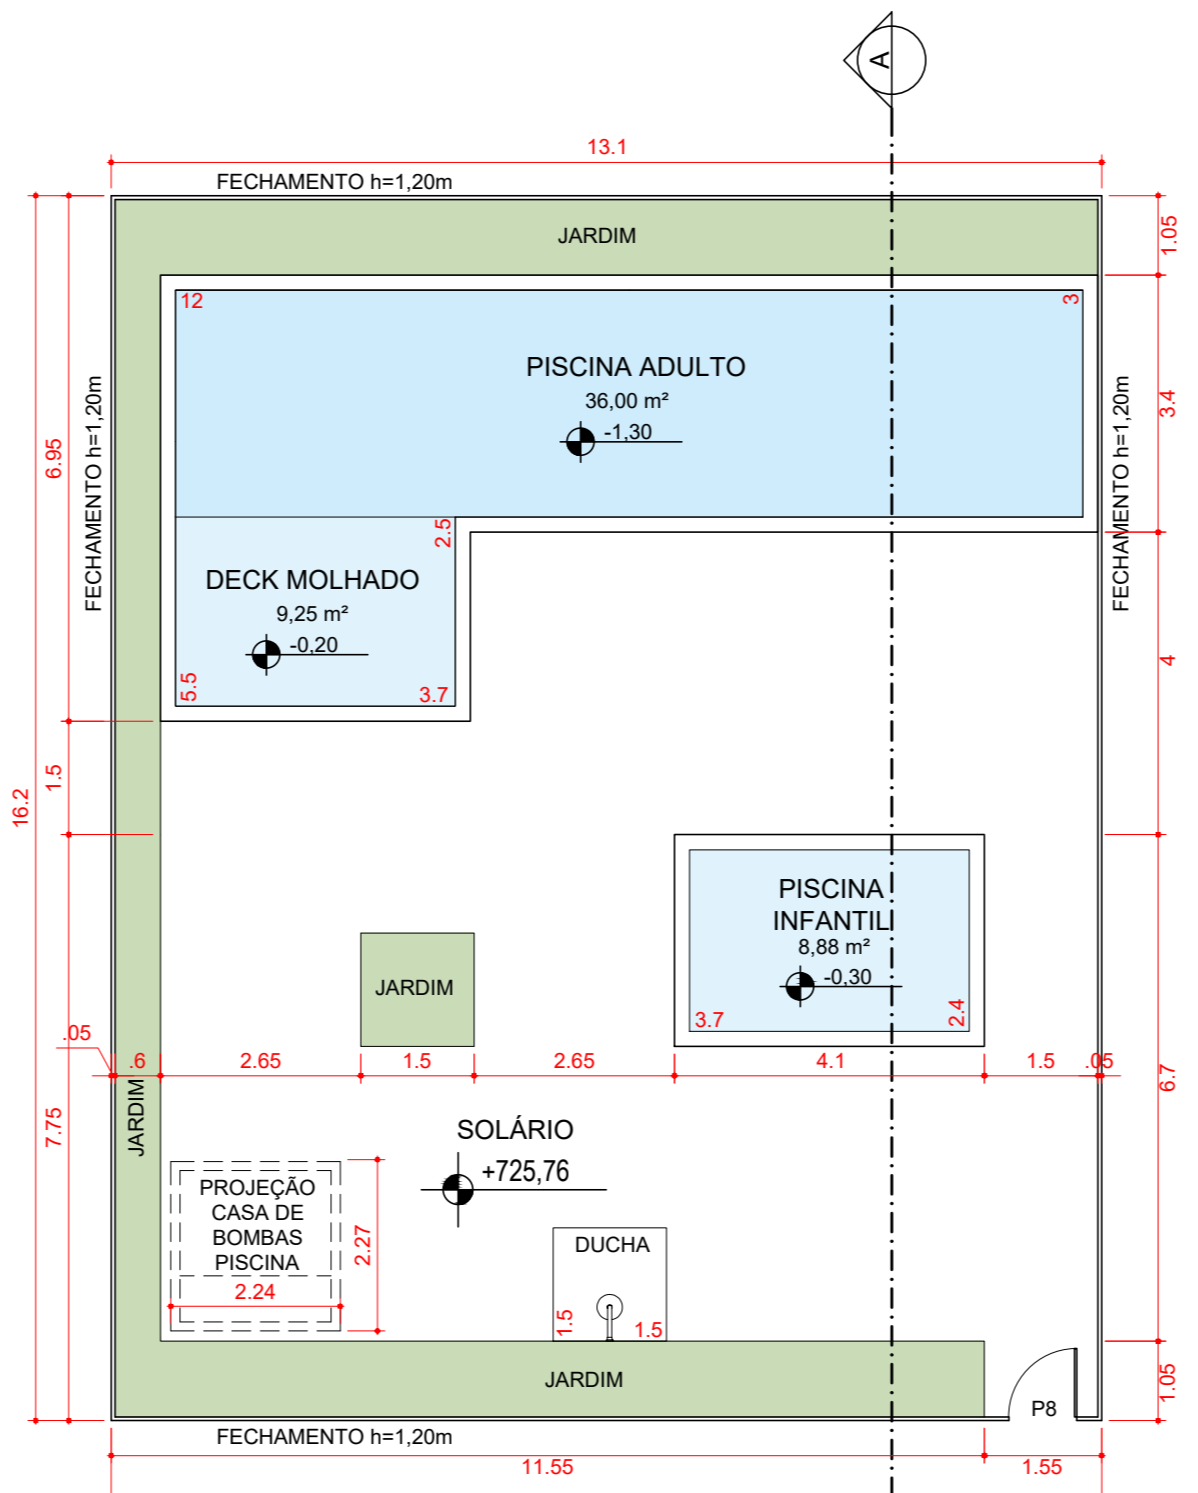 A
13.1
FECHAMENTO h=1,20m
JARDIM
1.05
12
3
PISCINA ADULTO
36,00 m²
-1,30
3.4
6.95
FECHAMENTO h=1,20m
FECHAMENTO h=1,20m
2.5
DECK MOLHADO
9,25 m²
-0,20
5.5
3.7
4
16.2
1.5
PISCINA
INFANTIL
8,88 m²
-0,30
3.7
2.4
JARDIM
.05
.6
2.65
1.5
2.65
4.1
1.5
.05
6.7
7.75
JARDIM
SOLÁRIO
+725,76
PROJEÇÃO
CASA DE
BOMBAS
PISCINA
2.27
2.24
DUCHA
1.5
1.5
JARDIM
P8
1.05
FECHAMENTO h=1,20m
11.55
1.55